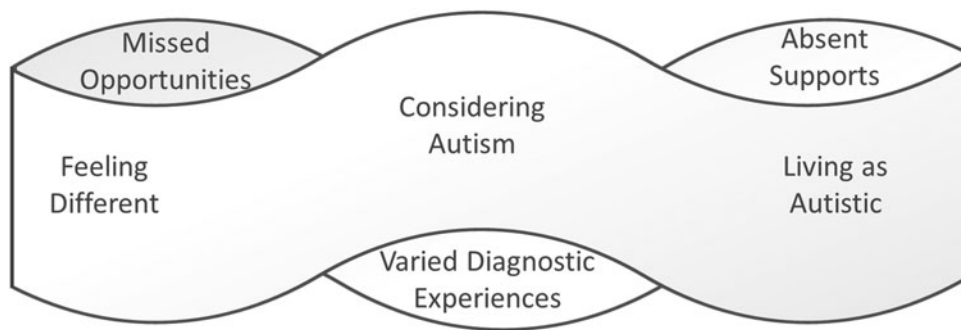 Missed
Opportunities
Absent
Supports
Considering
Autism
Feeling
Different
Living as
Autistic
Varied Diagnostic
Experiences